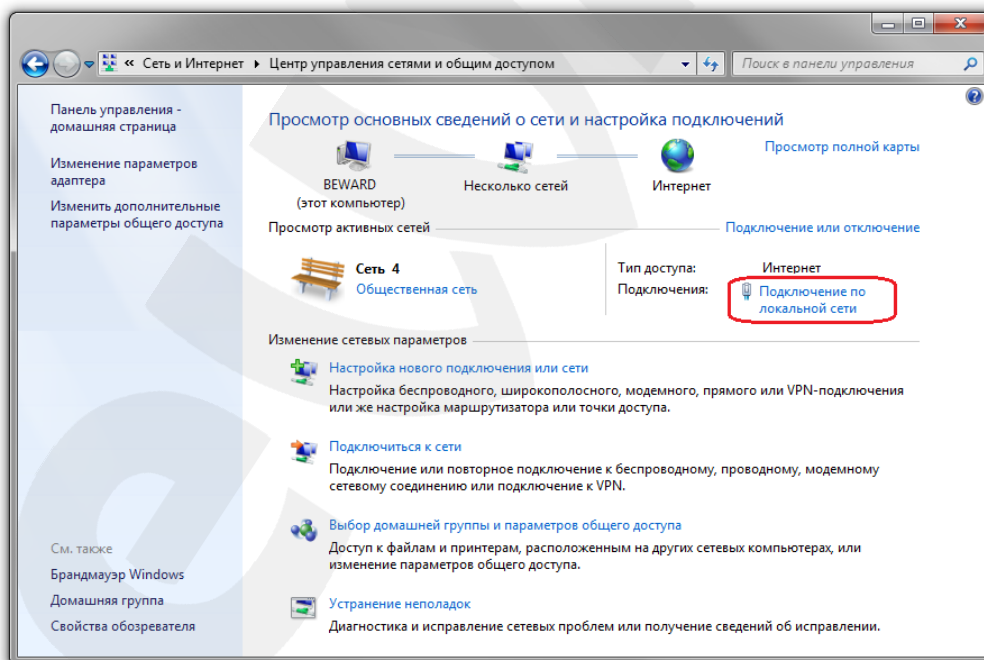 « Сеть и Интернет ▸ Центр управления сетями и общим доступом
Поиск в панели управления
Панель управления -
домашняя страница
Изменение параметров
адаптера
Изменить дополнительные
параметры общего доступа
См. также
Брандмауэр Windows
Домашняя группа
Свойства обозревателя
Просмотр основных сведений о сети и настройка подключений
Просмотр полной карты
BEWARD
(этот компьютер)
Несколько сетей
Интернет
Просмотр активных сетей
Подключение или отключение
Сеть 4
Общественная сеть
Тип доступа: Интернет
Подключения: Подключение по
локальной сети
Изменение сетевых параметров
Настройка нового подключения или сети
Настройка беспроводного, широкополосного, модемного, прямого или VPN-подключения
или же настройка маршрутизатора или точки доступа.
Подключиться к сети
Подключение или повторное подключение к беспроводному, проводному, модемному
сетевому соединению или подключение к VPN.
Выбор домашней группы и параметров общего доступа
Доступ к файлам и принтерам, расположенным на других сетевых компьютерах, или
изменение параметров общего доступа.
Устранение неполадок
Диагностика и исправление сетевых проблем или получение сведений об исправлении.